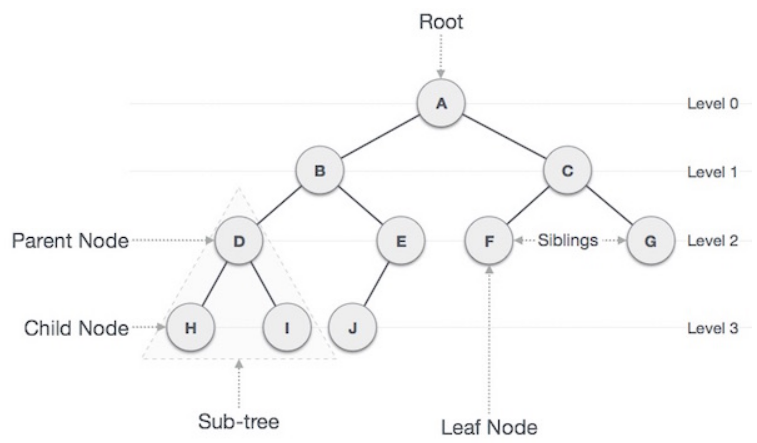 Root
A
Level 0
B
C
Level 1
Parent Node
D
E
F
Siblings
G
Level 2
Child Node
H
I
J
Level 3
Sub-tree
Leaf Node